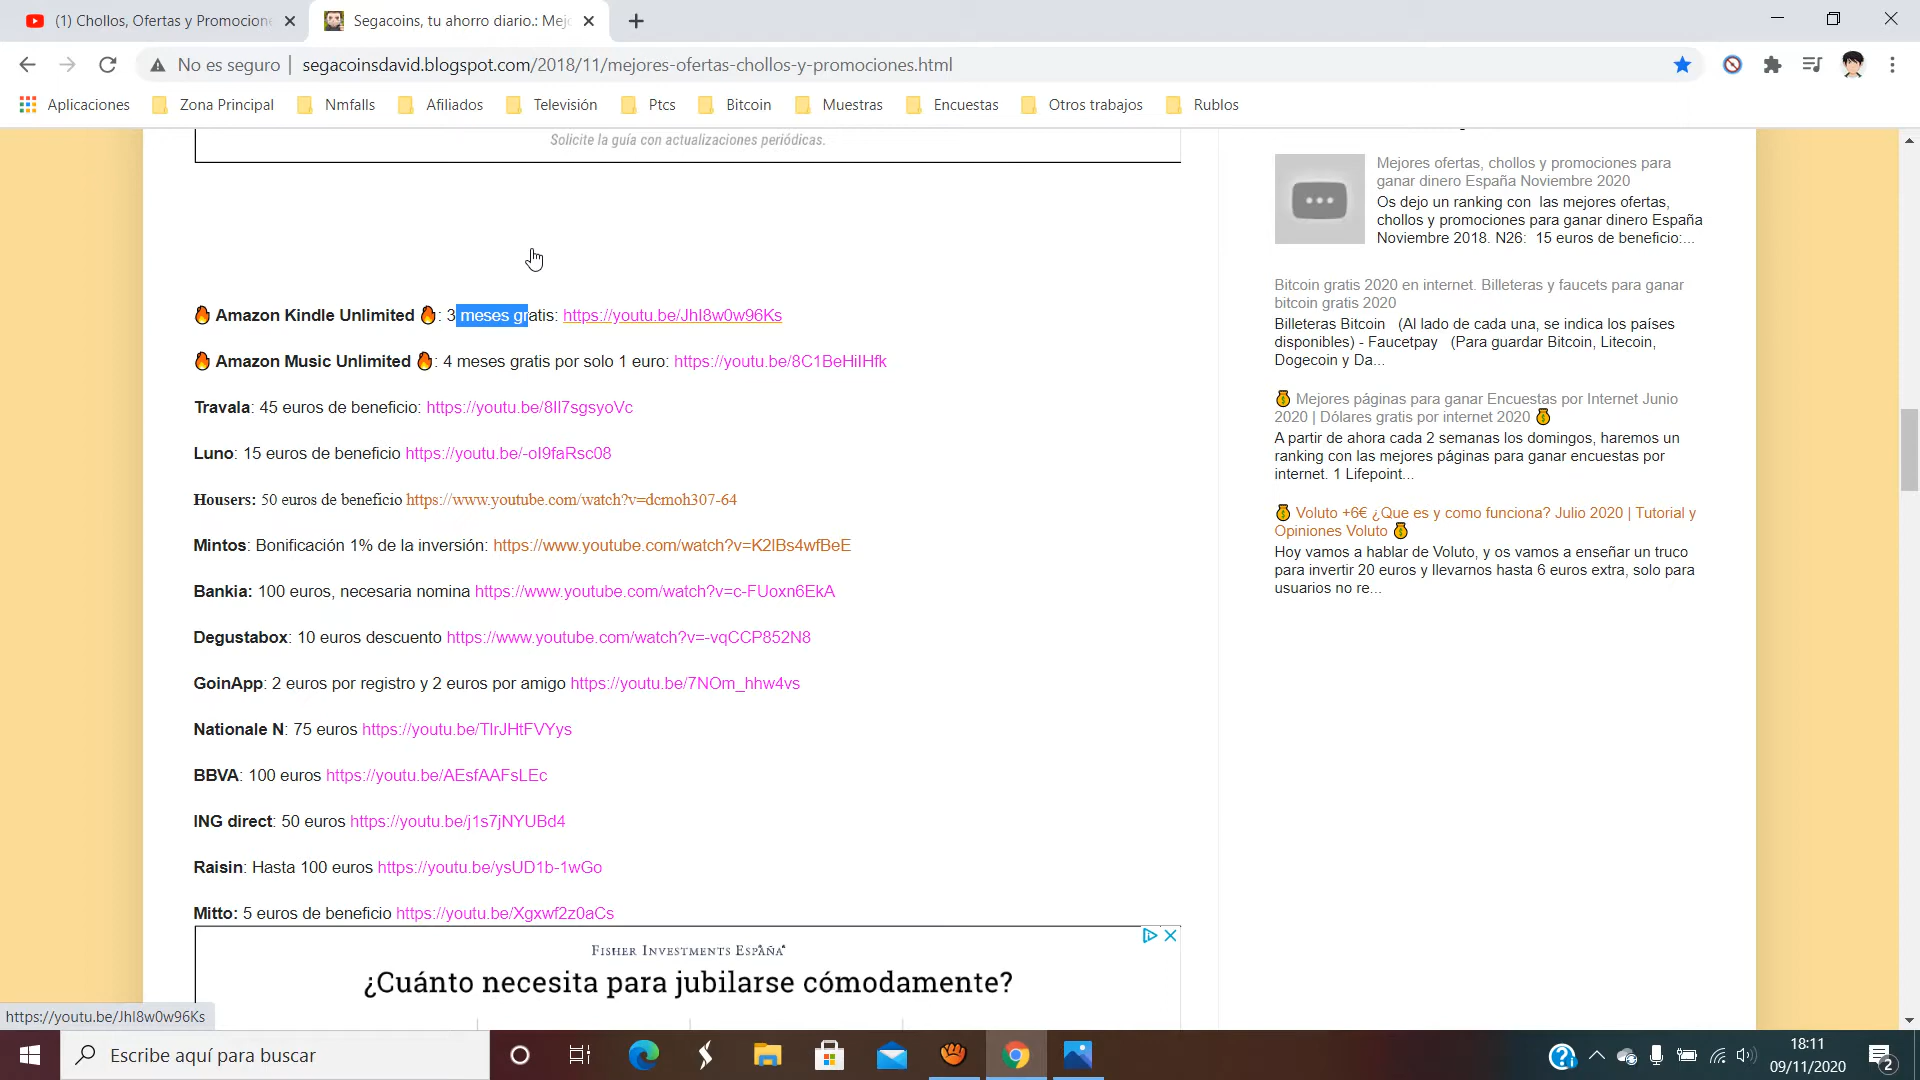 (1) Chollos, Ofertas y Promocion
Segacoins, tu ahorro diario.: Mej
No es seguro | segacoinsdavid.blogspot.com/2018/11/mejores-ofertas-chollos-y-promociones.html
Aplicaciones Zona Principal Nmfalls Afiliados Televisión Ptcs Bitcoin Muestras Encuestas Otros trabajos Rublos
Solicite la guía con actualizaciones periódicas.
🔥 Amazon Kindle Unlimited 🔥: 3 meses gratis: https://youtu.be/JhI8w0w96Ks
🔥 Amazon Music Unlimited 🔥: 4 meses gratis por solo 1 euro: https://youtu.be/8C1BeHiIHfk
Travala: 45 euros de beneficio: https://youtu.be/8Il7sgsyoVc
Luno: 15 euros de beneficio https://youtu.be/-oI9faRsc08
Housers: 50 euros de beneficio https://www.youtube.com/watch?v=dcmoh307-64
Mintos: Bonificación 1% de la inversión: https://www.youtube.com/watch?v=K2IBs4wfBeE
Bankia: 100 euros, necesaria nomina https://www.youtube.com/watch?v=c-FUoxn6EkA
Degustabox: 10 euros descuento https://www.youtube.com/watch?v=-vqCCP852N8
GoinApp: 2 euros por registro y 2 euros por amigo https://youtu.be/7NOm_hhw4vs
Nationale N: 75 euros https://youtu.be/TlrJHtFVYys
BBVA: 100 euros https://youtu.be/AEsfAAFsLEc
ING direct: 50 euros https://youtu.be/j1s7jNYUBd4
Raisin: Hasta 100 euros https://youtu.be/ysUD1b-1wGo
Mitto: 5 euros de beneficio https://youtu.be/Xgxwf2z0aCs
Fisher Investments España
¿Cuánto necesita para jubilarse cómodamente?
Mejores ofertas, chollos y promociones para
ganar dinero España Noviembre 2020
Os dejo un ranking con las mejores ofertas,
chollos y promociones para ganar dinero España
Noviembre 2018. N26: 15 euros de beneficio:...
Bitcoin gratis 2020 en internet. Billeteras y faucets para ganar
bitcoin gratis 2020
Billeteras Bitcoin (Al lado de cada una, se indica los países
disponibles) - Faucetpay (Para guardar Bitcoin, Litecoin,
Dogecoin y Da...
💰 Mejores páginas para ganar Encuestas por Internet Junio
2020 | Dólares gratis por internet 2020 💰
A partir de ahora cada 2 semanas los domingos, haremos un
ranking con las mejores páginas para ganar encuestas por
internet. 1 Lifepoint...
💰 Voluto +6€ ¿Que es y como funciona? Julio 2020 | Tutorial y
Opiniones Voluto 💰
Hoy vamos a hablar de Voluto, y os vamos a enseñar un truco
para invertir 20 euros y llevarnos hasta 6 euros extra, solo para
usuarios no re...
https://youtu.be/JhI8w0w96Ks
Escribe aquí para buscar
18:11
09/11/2020
2